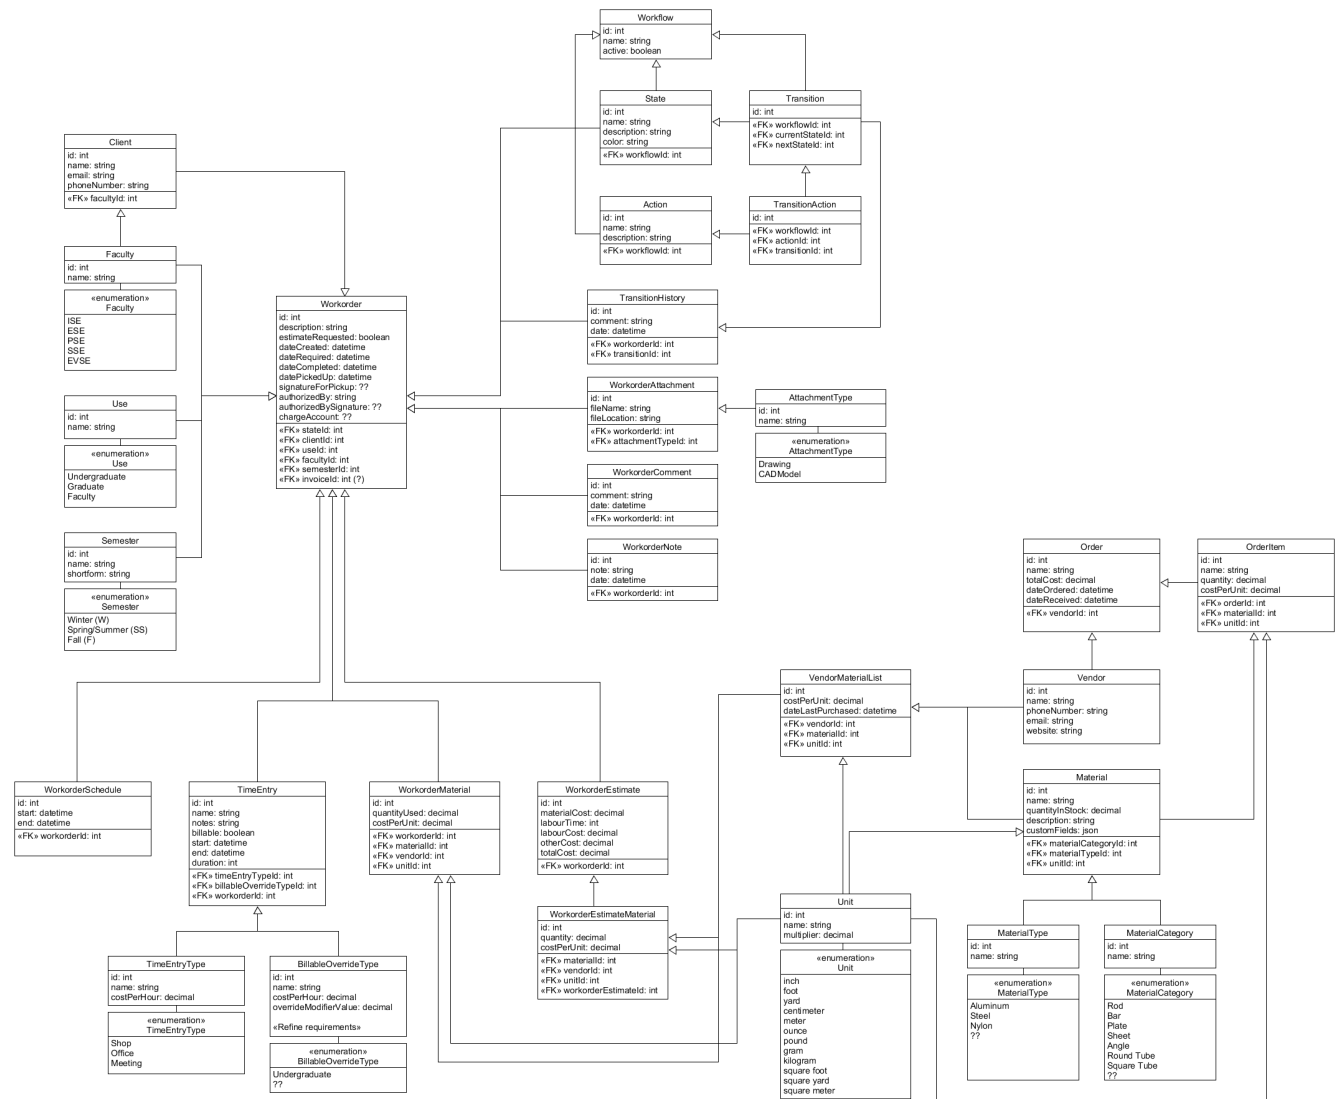 Workflow
id: int
name: string
active: boolean
State
id: int
name: string
description: string
color: string
«FK» workflowId: int
Transition
id: int
«FK» workflowId: int
«FK» currentStateId: int
«FK» nextStateId: int
Client
id: int
name: string
email: string
phoneNumber: string
«FK» facultyId: int
Action
id: int
name: string
description: string
«FK» workflowId: int
TransitionAction
id: int
«FK» workflowId: int
«FK» actionId: int
«FK» transitionId: int
Faculty
id: int
name: string
«enumeration»
Faculty
ISE
ESE
PSE
SSE
EVSE
Workorder
id: int
description: string
estimateRequested: boolean
dateCreated: datetime
dateRequired: datetime
dateCompleted: datetime
datePickedUp: datetime
signatureForPickup: ??
authorizedBy: string
authorizedBySignature: ??
chargeAccount: ??
«FK» stateId: int
«FK» clientId: int
«FK» useId: int
«FK» facultyId: int
«FK» semesterId: int
«FK» invoiceId: int (?)
TransitionHistory
id: int
comment: string
date: datetime
«FK» workorderId: int
«FK» transitionId: int
WorkorderAttachment
id: int
fileName: string
fileLocation: string
«FK» workorderId: int
«FK» attachmentTypeId: int
AttachmentType
id: int
name: string
«enumeration»
AttachmentType
Drawing
CADModel
Use
id: int
name: string
«enumeration»
Use
Undergraduate
Graduate
Faculty
WorkorderComment
id: int
comment: string
date: datetime
«FK» workorderId: int
Semester
id: int
name: string
shortform: string
«enumeration»
Semester
Winter (W)
Spring/Summer (SS)
Fall (F)
WorkorderNote
id: int
note: string
date: datetime
«FK» workorderId: int
Order
id: int
name: string
totalCost: decimal
dateOrdered: datetime
dateReceived: datetime
«FK» vendorId: int
OrderItem
id: int
name: string
quantity: decimal
costPerUnit: decimal
«FK» orderId: int
«FK» materialId: int
«FK» unitId: int
VendorMaterialList
id: int
costPerUnit: decimal
dateLastPurchased: datetime
«FK» vendorId: int
«FK» materialId: int
«FK» unitId: int
Vendor
id: int
name: string
phoneNumber: string
email: string
website: string
WorkorderSchedule
id: int
start: datetime
end: datetime
«FK» workorderId: int
TimeEntry
id: int
name: string
notes: string
billable: boolean
start: datetime
end: datetime
duration: int
«FK» timeEntryTypeId: int
«FK» billableOverrideTypeId: int
«FK» workorderId: int
WorkorderMaterial
id: int
quantityUsed: decimal
costPerUnit: decimal
«FK» workorderId: int
«FK» materialId: int
«FK» vendorId: int
«FK» unitId: int
WorkorderEstimate
id: int
materialCost: decimal
labourTime: int
labourCost: decimal
otherCost: decimal
totalCost: decimal
«FK» workorderId: int
Material
id: int
name: string
quantityInStock: decimal
description: string
customFields: json
«FK» materialCategoryId: int
«FK» materialTypeId: int
«FK» unitId: int
WorkorderEstimateMaterial
id: int
quantity: decimal
costPerUnit: decimal
«FK» materialId: int
«FK» vendorId: int
«FK» unitId: int
«FK» workorderEstimateId: int
Unit
id: int
name: string
multiplier: decimal
«enumeration»
Unit
inch
foot
yard
centimeter
meter
ounce
pound
gram
kilogram
square foot
square yard
square meter
MaterialType
id: int
name: string
«enumeration»
MaterialType
Aluminum
Steel
Nylon
??
MaterialCategory
id: int
name: string
«enumeration»
MaterialCategory
Rod
Bar
Plate
Sheet
Angle
Round Tube
Square Tube
??
TimeEntryType
id: int
name: string
costPerHour: decimal
«enumeration»
TimeEntryType
Shop
Office
Meeting
BillableOverrideType
id: int
name: string
costPerHour: decimal
overrideModifierValue: decimal
«Refine requirements»
«enumeration»
BillableOverrideType
Undergraduate
??